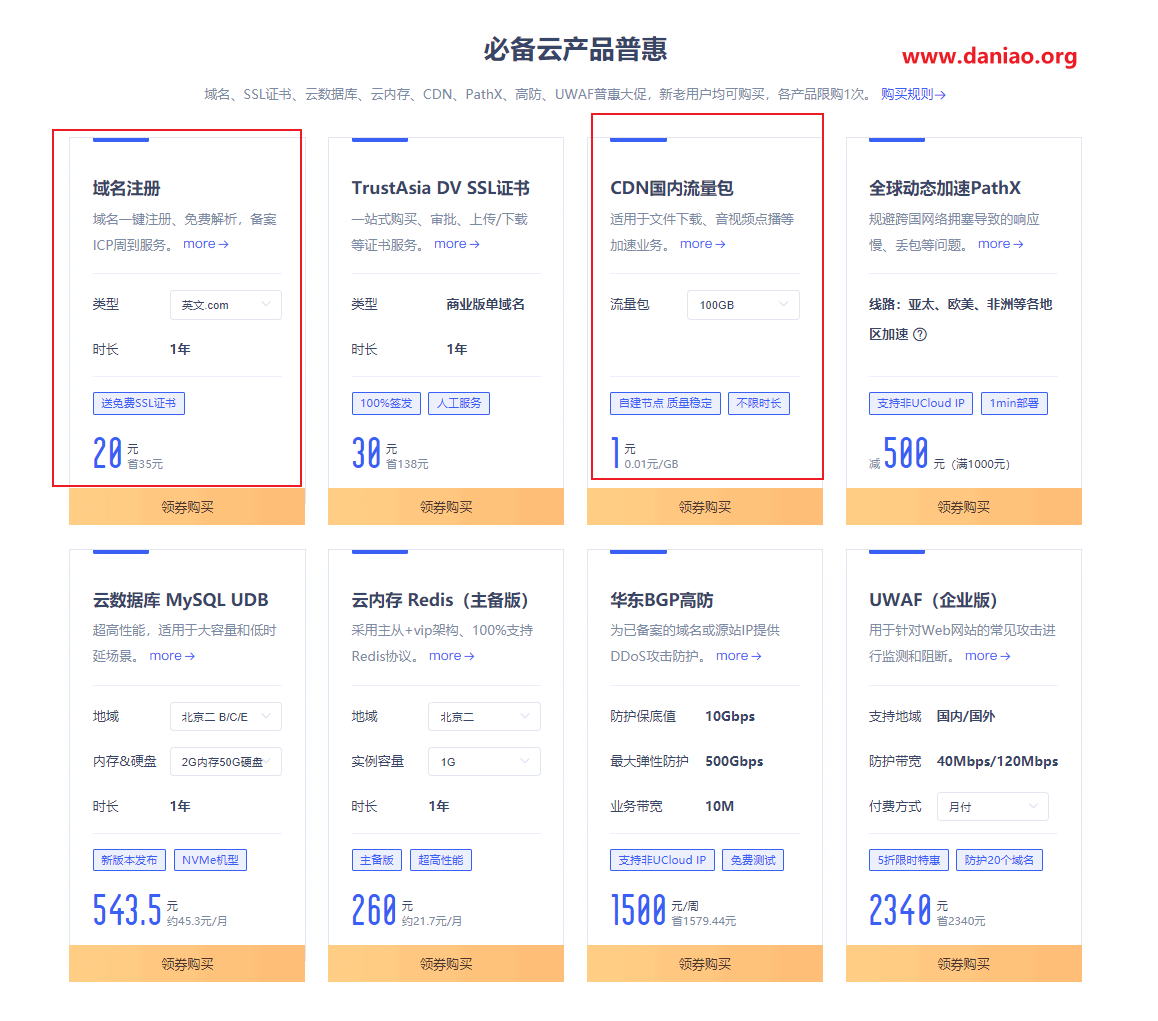 必备云产品普惠
www.daniao.org
域名、SSL证书、云数据库、云内存、CDN、PathX、高防、UWAF普惠大促，新老用户均可购买，各产品限购1次。 购买规则→
域名注册
域名一键注册、免费解析，备案
ICP周到服务。 more→
类型 英文.com
时长 1年
送免费SSL证书
20 元
省35元
领券购买
TrustAsia DV SSL证书
一站式购买、审批、上传/下载
等证书服务。 more→
类型 商业版单域名
时长 1年
100%签发 人工服务
30 元
省138元
领券购买
CDN国内流量包
适用于文件下载、音视频点播等
加速业务。 more→
流量包 100GB
自建节点 质量稳定 不限时长
1 元
0.01元/GB
领券购买
全球动态加速PathX
规避跨国网络拥塞导致的响应
慢、丢包等问题。 more→
线路：亚太、欧美、非洲等各地
区加速 ?
支持非UCloud IP 1min部署
减 500 元（满1000元）
领券购买
云数据库 MySQL UDB
超高性能，适用于大容量和低时
延场景。 more→
地域 北京二 B/C/E
内存&硬盘 2G内存50G硬盘
时长 1年
新版本发布 NVMe机型
543.5 元
约45.3元/月
领券购买
云内存 Redis（主备版）
采用主从+vip架构、100%支持
Redis协议。 more→
地域 北京二
实例容量 1G
时长 1年
主备版 超高性能
260 元
约21.7元/月
领券购买
华东BGP高防
为已备案的域名或源站IP提供
DDoS攻击防护。 more→
防护保底值 10Gbps
最大弹性防护 500Gbps
业务带宽 10M
支持非UCloud IP 免费测试
1500 元/周
省1579.44元
领券购买
UWAF（企业版）
用于针对Web网站的常见攻击进
行监测和阻断。 more→
支持地域 国内/国外
防护带宽 40Mbps/120Mbps
付费方式 月付
5折限时特惠 防护20个域名
2340 元
省2340元
领券购买